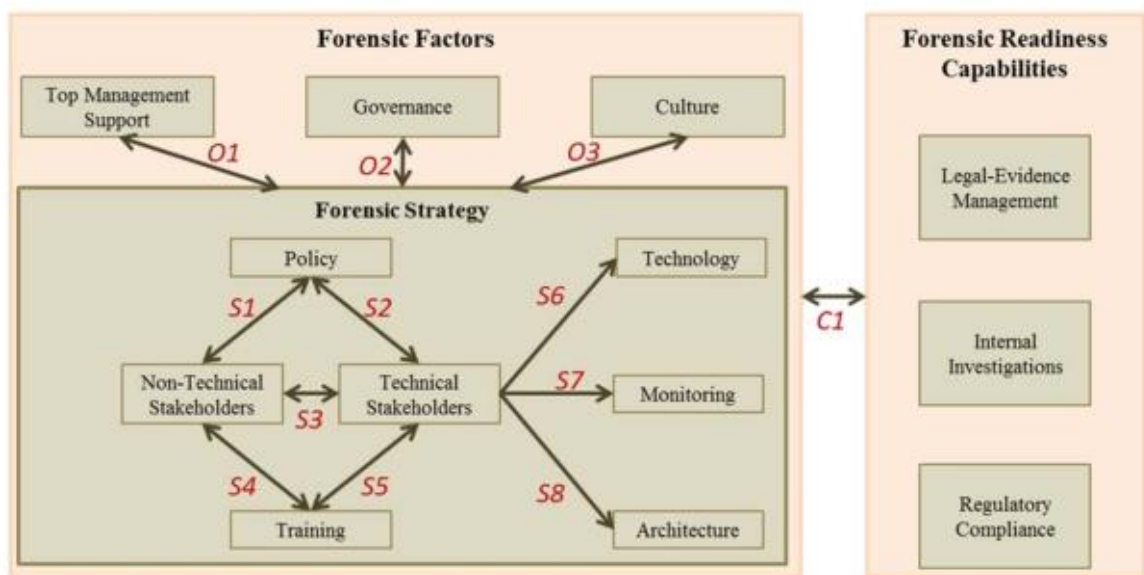 Forensic Factors
Top Management
Support
Governance
Culture
O1
O2
O3
Forensic Strategy
Policy
Technology
S1
S2
S6
Non-Technical
Stakeholders
Technical
Stakeholders
S3
S7
Monitoring
S4
S5
S8
Training
Architecture
C1
Forensic Readiness
Capabilities
Legal-Evidence
Management
Internal
Investigations
Regulatory
Compliance